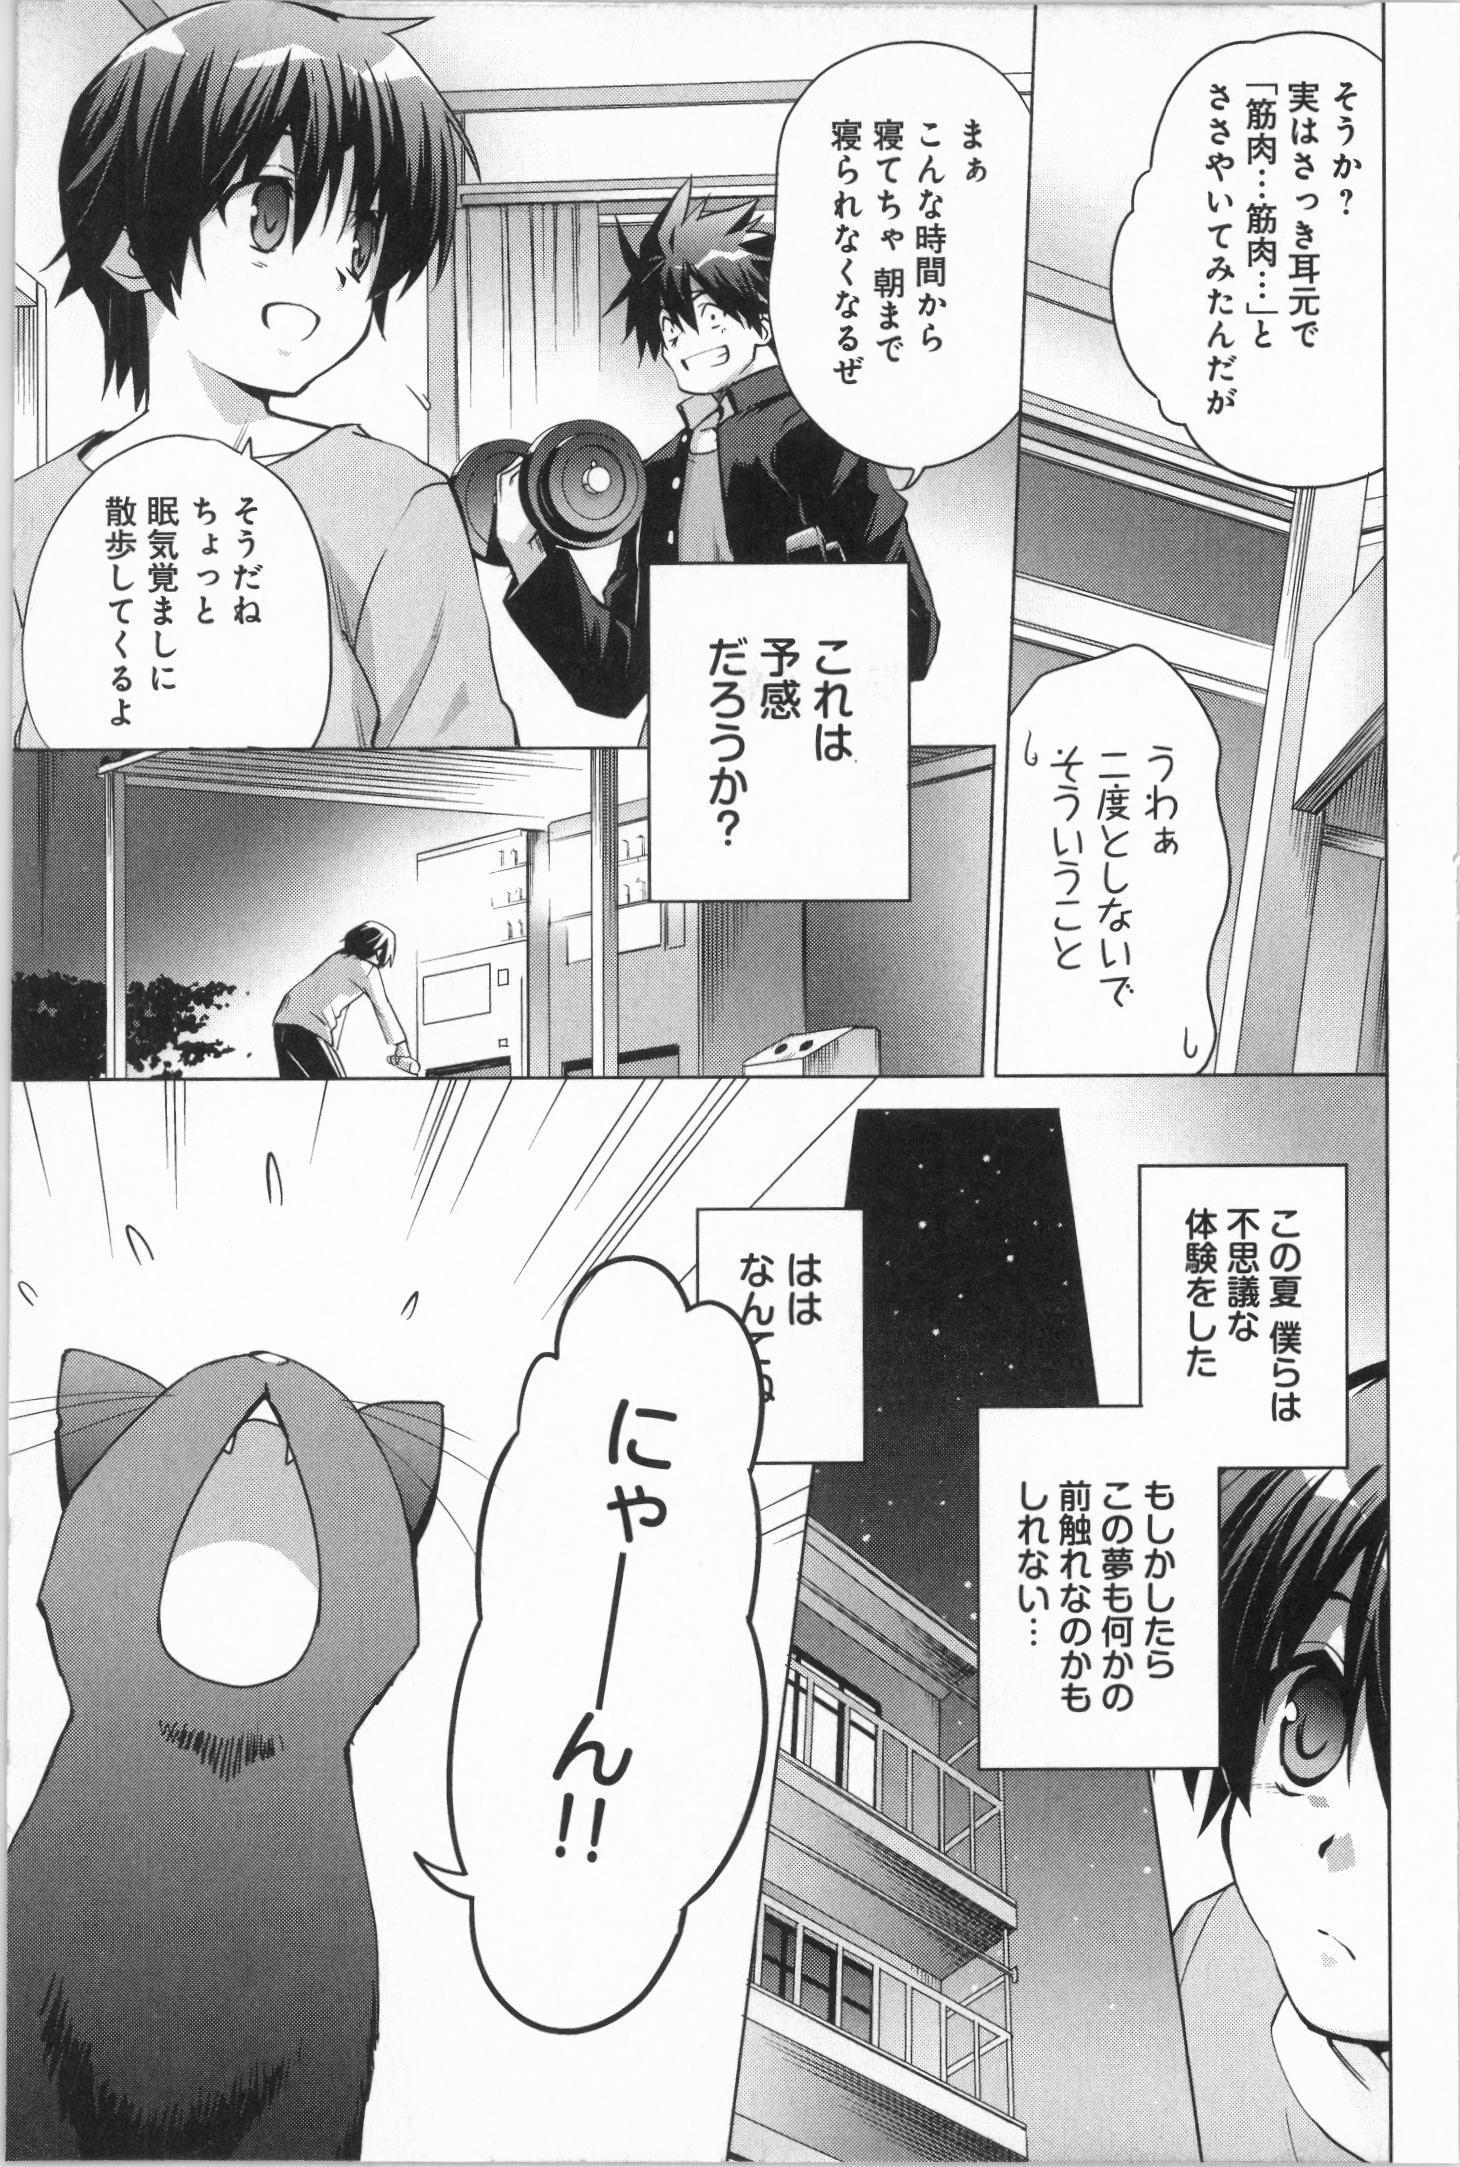 そうか?
実はさっき耳元で
「筋肉…筋肉…」と
ささやいてみたんだが
うわぁ
二度としないで
そういうこと
まぁ
こんな時間から
寝てちゃ 朝まで
寝られなくなるぜ
そうだね
ちょっと
眠気覚ましに
散歩してくるよ
これは
予感
だろうか?
この夏 僕らは
不思議な
体験をした
もしかしたら
この夢も何かの
前触れなのかも
しれない…
はは
なんてね
にゃーん!!